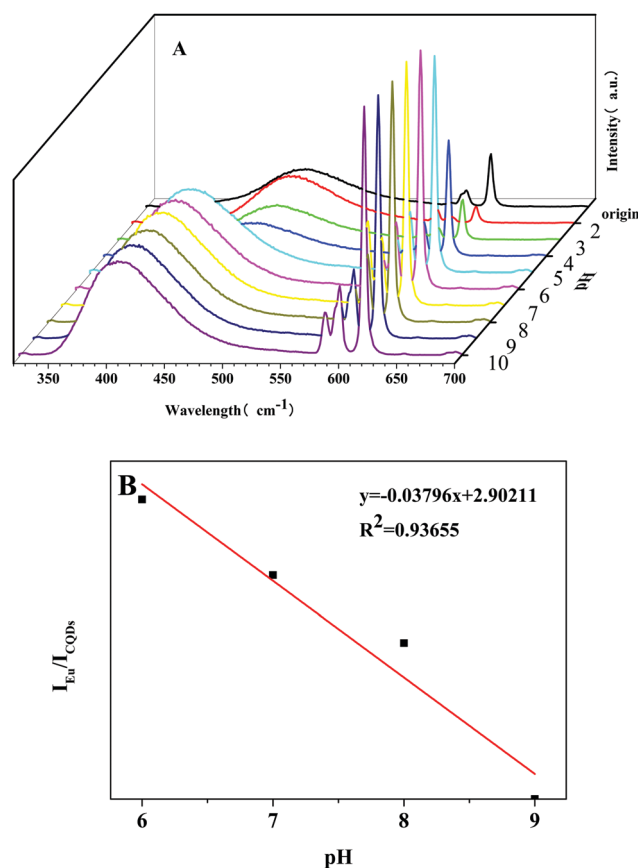 A
Intensity( a.u.)
origin
2
3
4
5
6
7
8
9
10
pH
350 400 450 500 550 600 650 700
Wavelength( cm⁻¹)
B
y=-0.03796x+2.90211
R²=0.93655
I_Eu/I_CQDs
6 7 8 9
pH